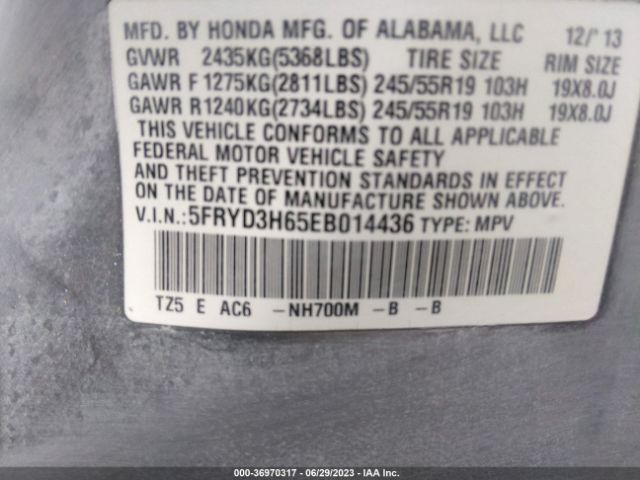 MFD. BY HONDA MFG. OF ALABAMA, LLC 12/'13
GVWR 2435KG(5368LBS) TIRE SIZE RIM SIZE
GAWR F 1275KG(2811LBS) 245/55R19 103H 19X8.0J
GAWR R1240KG(2734LBS) 245/55R19 103H 19X8.0J
THIS VEHICLE CONFORMS TO ALL APPLICABLE
FEDERAL MOTOR VEHICLE SAFETY
AND THEFT PREVENTION STANDARDS IN EFFECT
ON THE DATE OF MANUFACTURE SHOWN ABOVE.
V.I.N.: 5FRYD3H65EB014436 TYPE: MPV
TZ5 E AC6 -NH700M -B -B
000-36970317 - 06/29/2023 - IAA Inc.